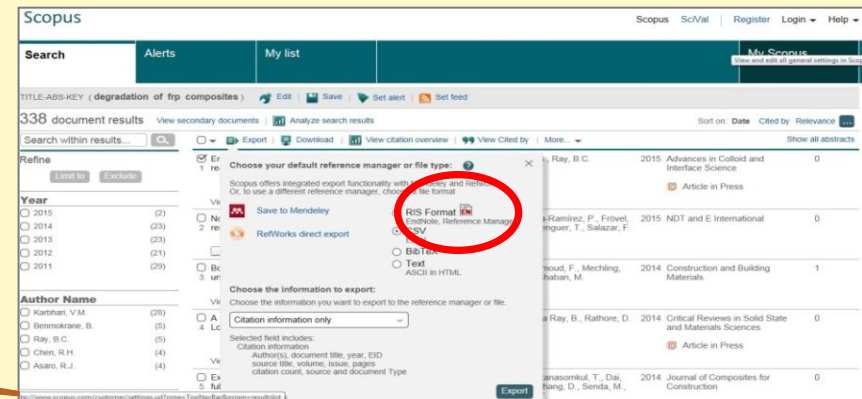 Scopus
Scopus SciVal Register Login Help
Search Alerts My list My Scopus
View and edit all general settings in Scop
TITLE-ABS-KEY ( degradation of frp composites ) Edit Save Set alert Set feed
338 document results View secondary documents Analyze search results Sort on: Date Cited by Relevance ...
Search within results... Export Download View citation overview View Cited by More... Show all abstracts
Refine
Limit to Exclude
Year
2015 (2)
2014 (23)
2013 (23)
2012 (21)
2011 (29)
Author Name
Karbhari, V.M. (28)
Benmokrane, B. (5)
Ray, B.C. (5)
Chen, R.H. (4)
Asaro, R.J. (4)
Choose your default reference manager or file type:
Scopus offers integrated export functionality with Mendeley and
Or, to use a different reference manager, choose a file format
Save to Mendeley
RefWorks direct export
RIS Format
EndNote, Reference Manager
CSV
BibTeX
Text
ASCII in HTML
Choose the information to export:
Choose the information you want to export to the reference manager or file.
Citation information only
Selected field includes:
Citation information
Author(s), document title, year, EID
source title, volume, issue, pages
citation count, source and document Type
Export
1 Ray, B.C. 2015 Advances in Colloid and
Interface Science 0
Article in Press
2 P., Frovel, 2015 NDT and E International 0
T., Salazar, F.
3 F., Mechling, 2014 Construction and Building
Materials 1
M.
4 A Ray, B., Rathore, D. 2014 Critical Reviews in Solid State
and Materials Sciences 0
Article in Press
5 T., Dai, 2014 Journal of Composites for
Construction 0
D., Senda, M.,